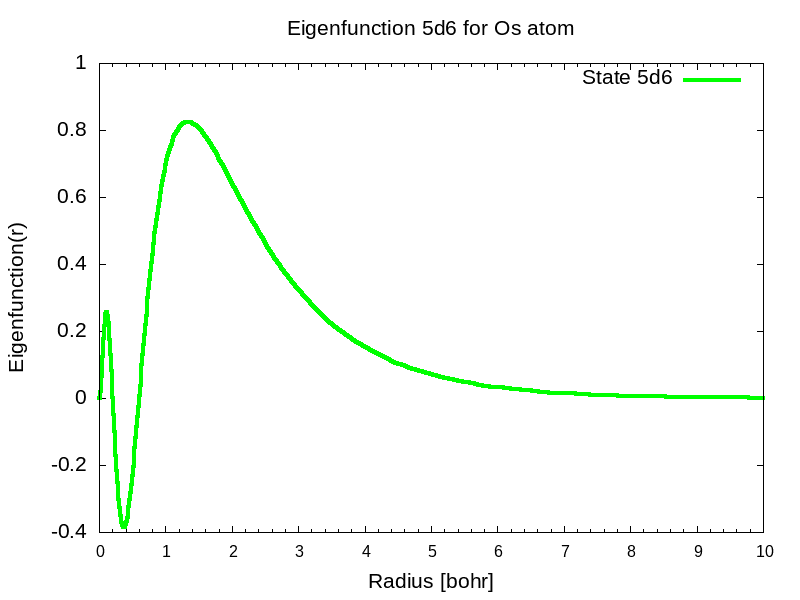 Eigenfunction 5d6 for Os atom
State 5d6
1
0.8
0.6
0.4
0.2
0
-0.2
-0.4
Eigenfunction(r)
0 1 2 3 4 5 6 7 8 9 10
Radius [bohr]